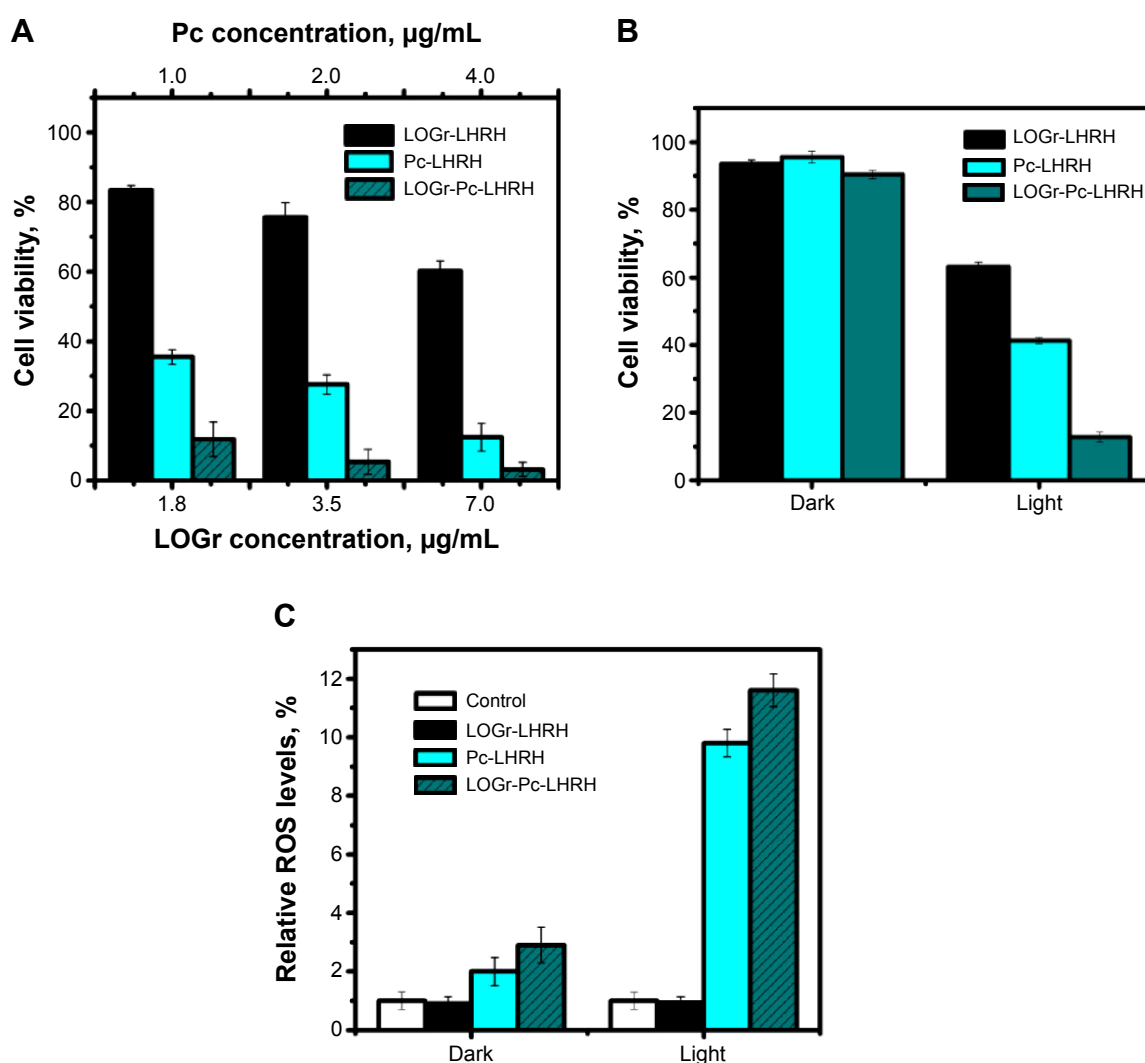 A
Pc concentration, µg/mL
1.0 2.0 4.0
Cell viability, %
100
80
60
40
20
0
LOGr-LHRH
Pc-LHRH
LOGr-Pc-LHRH
1.8 3.5 7.0
LOGr concentration, µg/mL
B
Cell viability, %
100
80
60
40
20
0
LOGr-LHRH
Pc-LHRH
LOGr-Pc-LHRH
Dark Light
C
Relative ROS levels, %
12
10
8
6
4
2
0
Control
LOGr-LHRH
Pc-LHRH
LOGr-Pc-LHRH
Dark Light